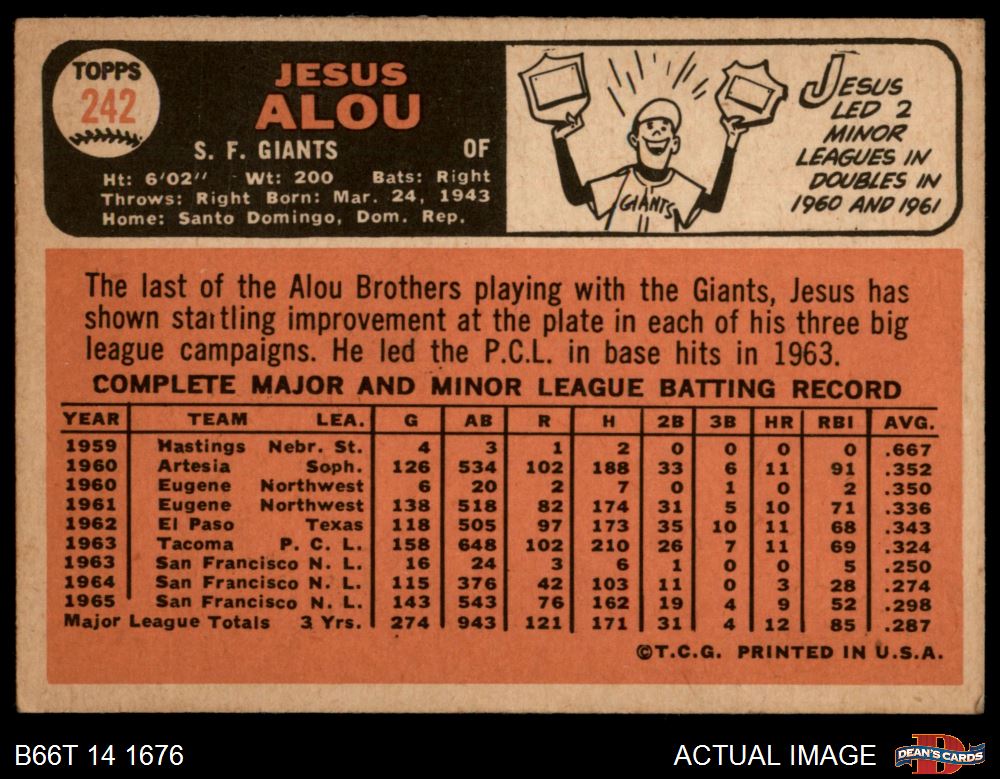 TOPPS
242
JESUS
ALOU
S. F. GIANTS OF
Ht: 6'02" Wt: 200 Bats: Right
Throws: Right Born: Mar. 24, 1943
Home: Santo Domingo, Dom. Rep.
GIANTS
JESUS
LED 2
MINOR
LEAGUES IN
DOUBLES IN
1960 AND 1961
The last of the Alou Brothers playing with the Giants, Jesus has
shown startling improvement at the plate in each of his three big
league campaigns. He led the P.C.L. in base hits in 1963.
COMPLETE MAJOR AND MINOR LEAGUE BATTING RECORD
YEAR TEAM LEA. G AB R H 2B 3B HR RBI AVG.
1959 Hastings Nebr. St. 4 3 1 2 0 0 0 0 .667
1960 Artesia Soph. 126 534 102 188 33 6 11 91 .352
1960 Eugene Northwest 6 20 2 7 0 1 0 2 .350
1961 Eugene Northwest 138 518 82 174 31 5 10 71 .336
1962 El Paso Texas 118 505 97 173 35 10 11 68 .343
1963 Tacoma P. C. L. 158 648 102 210 26 7 11 69 .324
1963 San Francisco N. L. 16 24 3 6 1 0 0 5 .250
1964 San Francisco N. L. 115 376 42 103 11 0 3 28 .274
1965 San Francisco N. L. 143 543 76 162 19 4 9 52 .298
Major League Totals 3 Yrs. 274 943 121 171 31 4 12 85 .287
©T.C.G. PRINTED IN U.S.A.
B66T 14 1676
ACTUAL IMAGE
DEAN'S CARDS